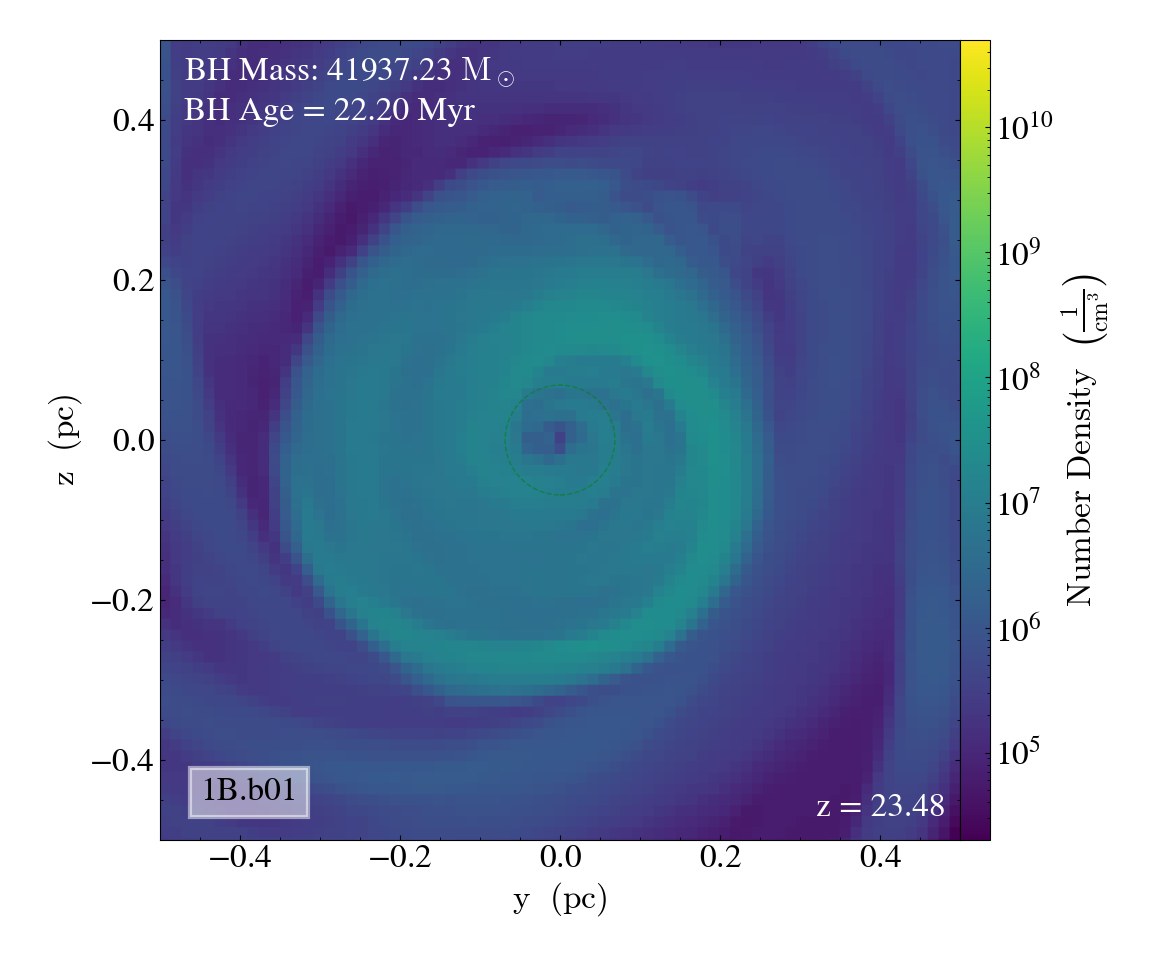 BH Mass: 41937.23 M⊙
BH Age = 22.20 Myr
0.4
0.2
0.0
−0.2
−0.4
z (pc)
1B.b01
z = 23.48
−0.4 −0.2 0.0 0.2 0.4
y (pc)
10¹⁰
10⁹
10⁸
10⁷
10⁶
10⁵
Number Density (1/cm³)